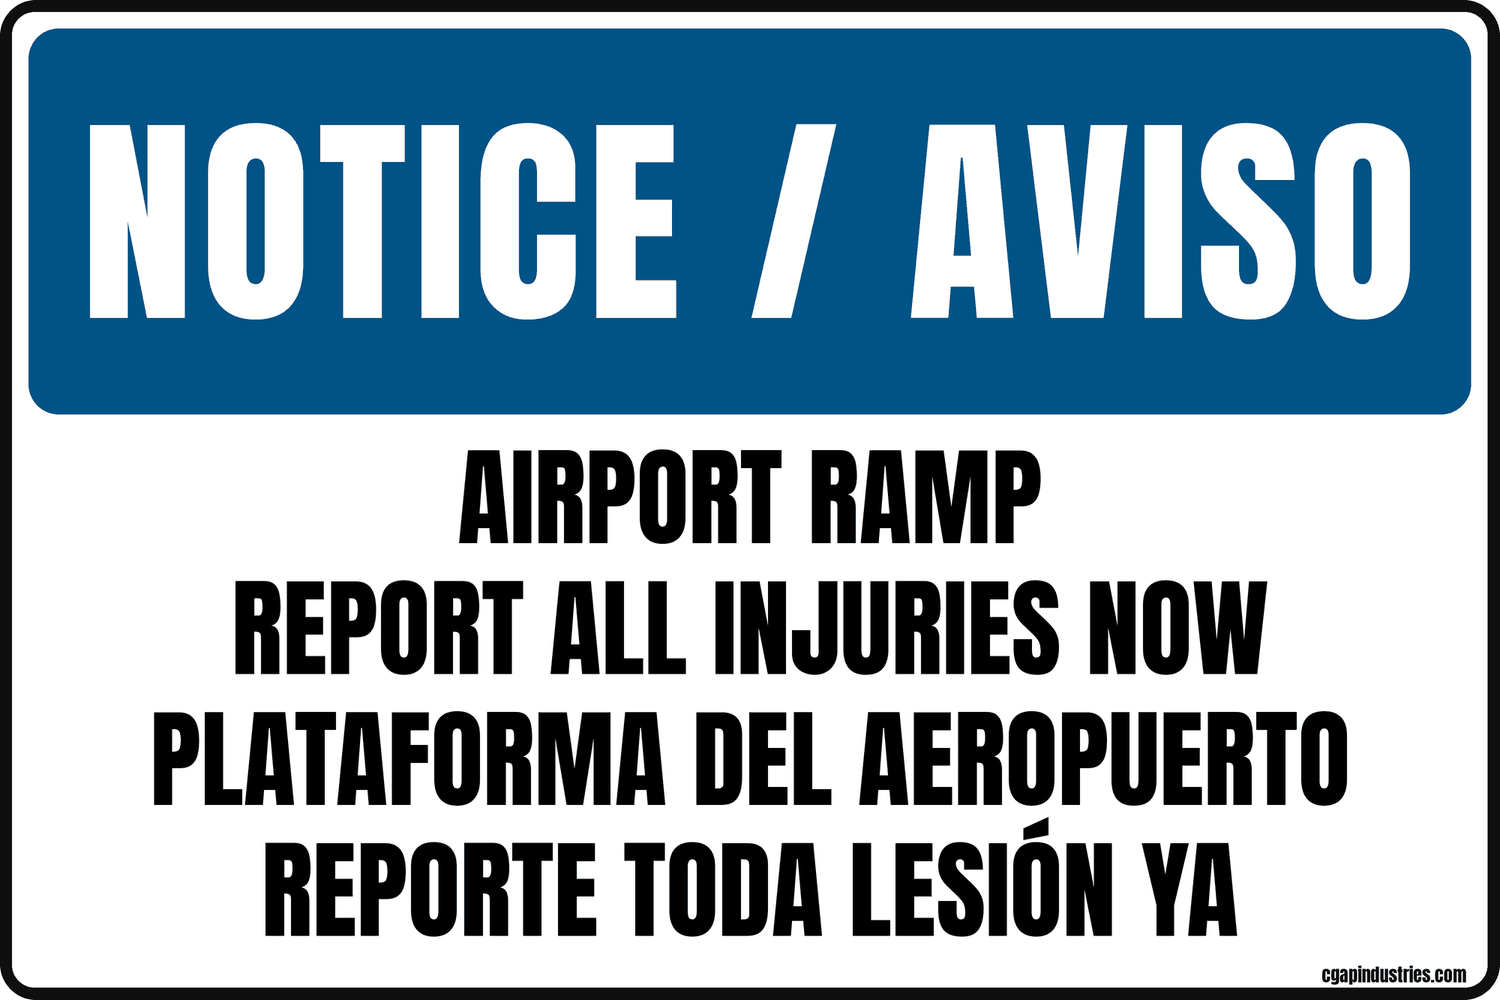 NOTICE / AVISO
AIRPORT RAMP
REPORT ALL INJURIES NOW
PLATAFORMA DEL AEROPUERTO
REPORTE TODA LESIÓN YA
cgapindustries.com